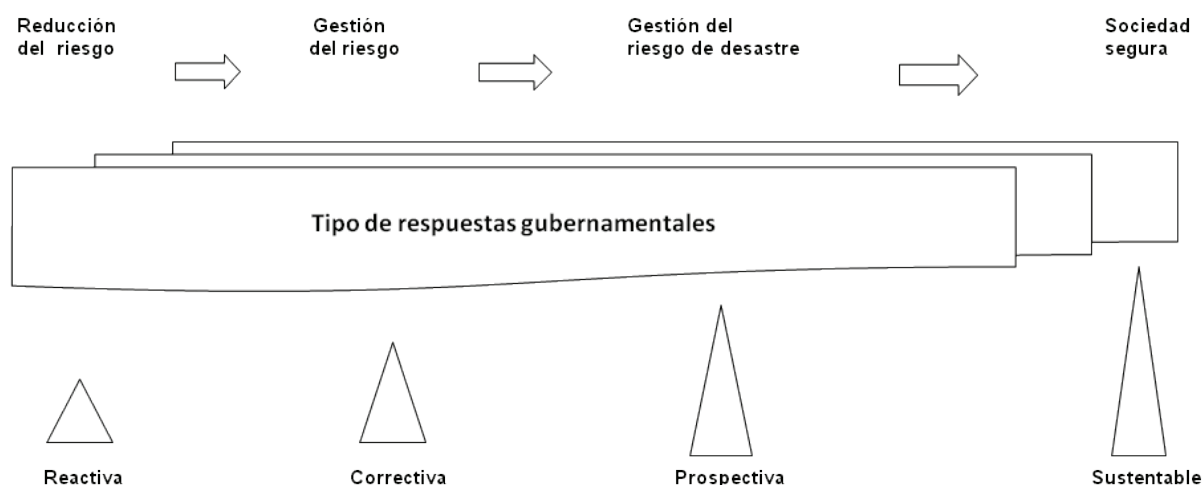 Reducción
del riesgo
Gestión
del riesgo
Gestión del
riesgo de desastre
Sociedad
segura
Tipo de respuestas gubernamentales
Reactiva
Correctiva
Prospectiva
Sustentable